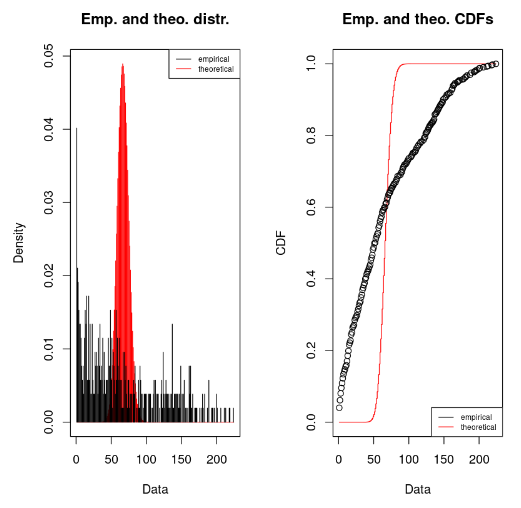 Emp. and theo. distr.
empirical
theoretical
Density
0.00 0.01 0.02 0.03 0.04 0.05
0 50 100 150 200
Data
Emp. and theo. CDFs
CDF
0.0 0.2 0.4 0.6 0.8 1.0
empirical
theoretical
0 50 100 150 200
Data